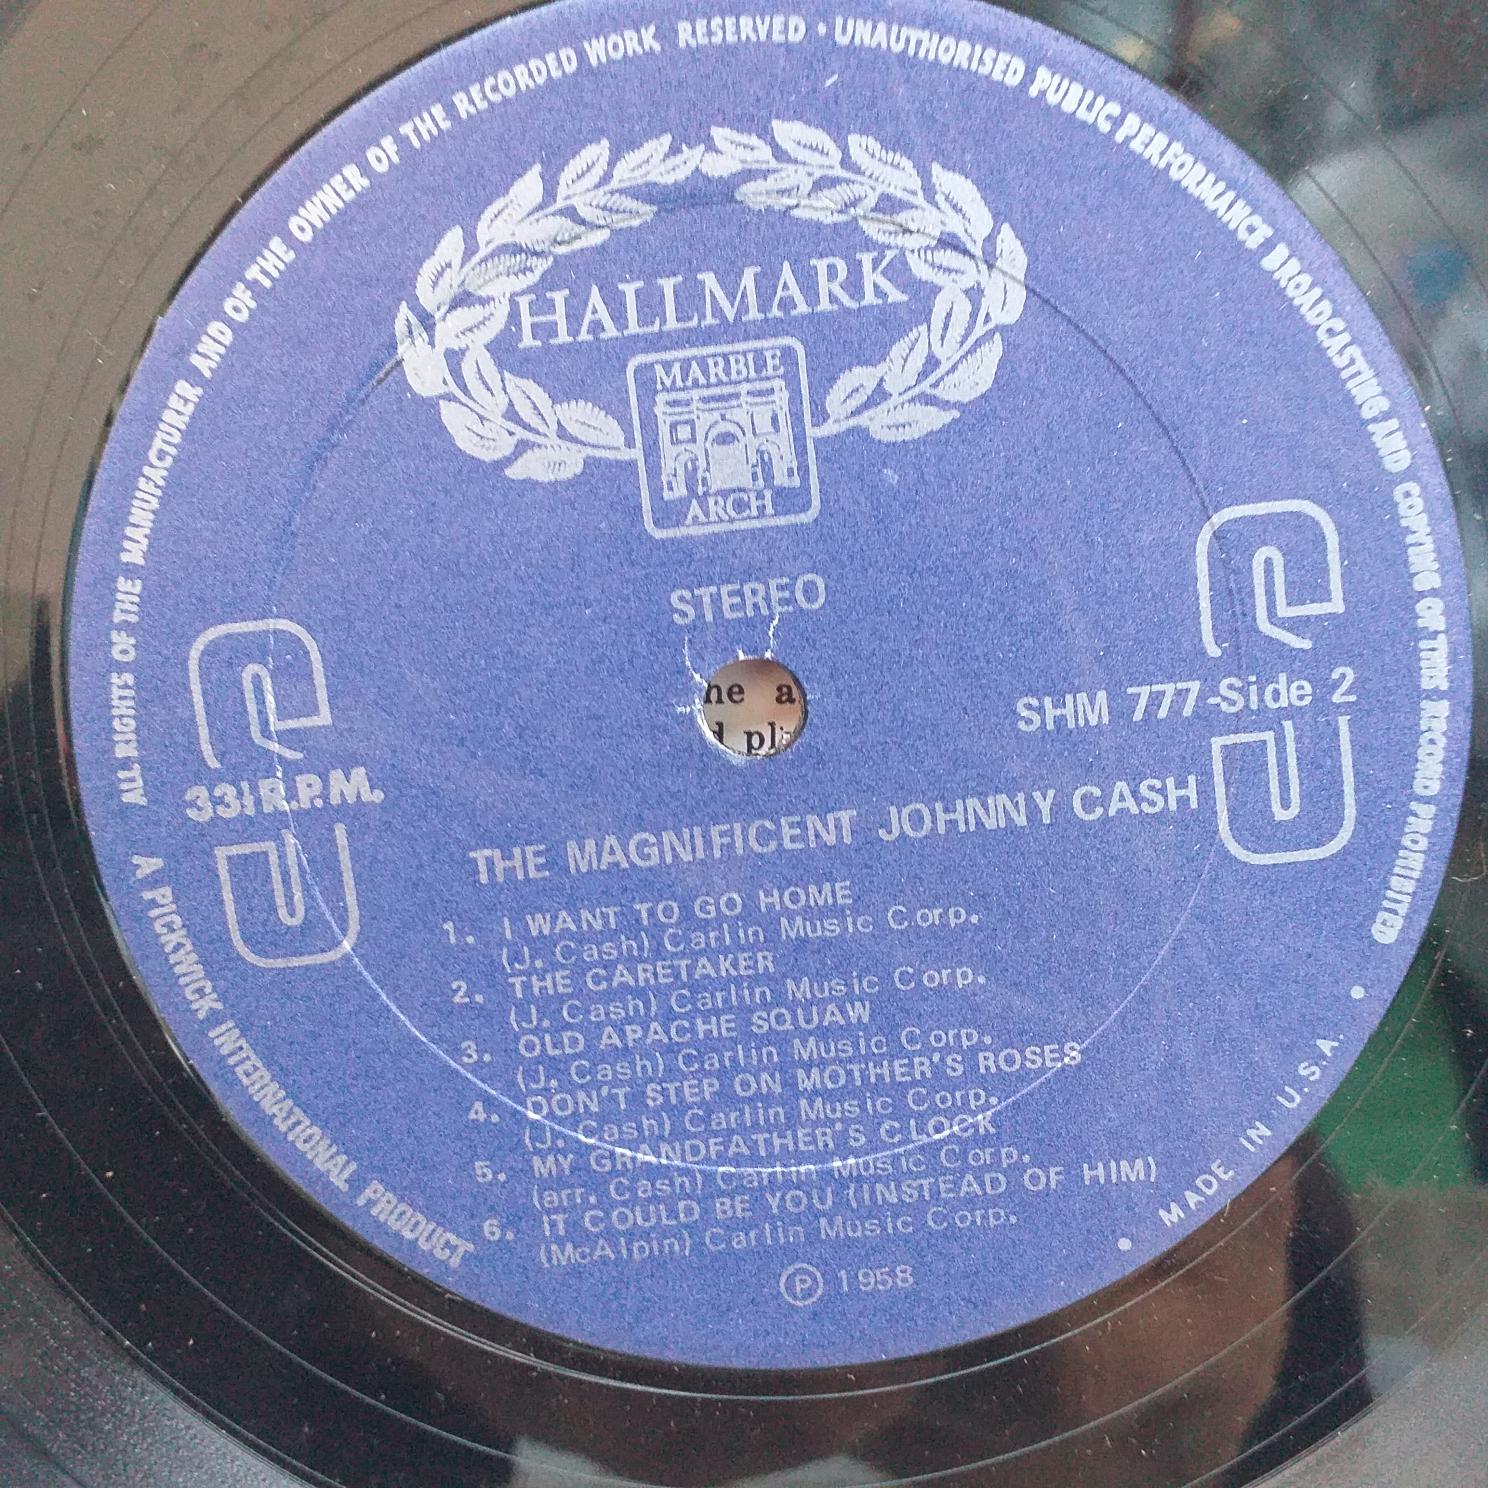 ALL RIGHTS OF THE MANUFACTURER AND OF THE OWNER OF THE RECORDED WORK RESERVED • UNAUTHORISED PUBLIC PERFORMANCE BROADCASTING AND COPYING OF THIS RECORD PROHIBITED
HALLMARK
MARBLE
ARCH
STEREO
he a
d pl
SHM 777-Side 2
33⅓ R.P.M.
THE MAGNIFICENT JOHNNY CASH
1. I WANT TO GO HOME
(J. Cash) Carlin Music Corp.
2. THE CARETAKER
(J. Cash) Carlin Music Corp.
3. OLD APACHE SQUAW
(J. Cash) Carlin Music Corp.
4. DON'T STEP ON MOTHER'S ROSES
(J. Cash) Carlin Music Corp.
5. MY GRANDFATHER'S CLOCK
(arr. Cash) Carlin Music Corp.
6. IT COULD BE YOU (INSTEAD OF HIM)
(McAlpin) Carlin Music Corp.
Ⓟ 1958
A PICKWICK INTERNATIONAL PRODUCT
• MADE IN U.S.A. •